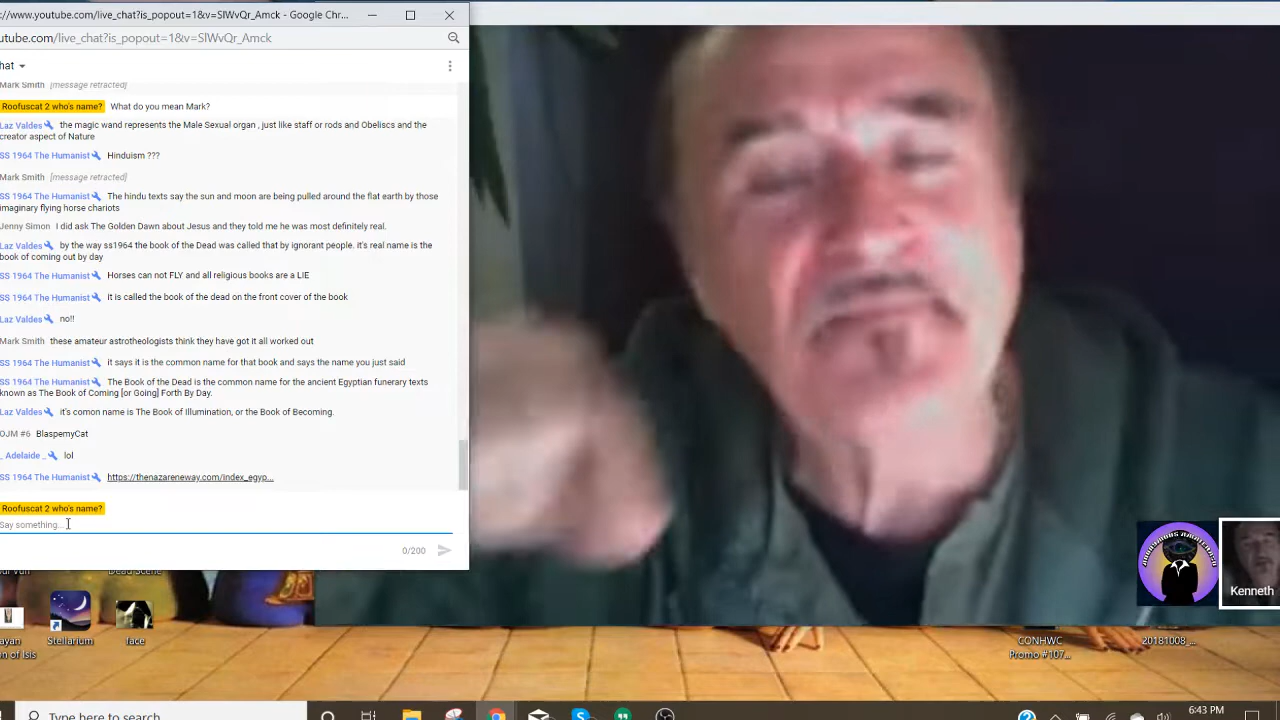 //www.youtube.com/live_chat?is_popout=1&v=SlWvQr_Amck - Google Chr...
utube.com/live_chat?is_popout=1&v=SlWvQr_Amck
hat
Mark Smith [message retracted]
Roofuscat 2 who's name? What do you mean Mark?
Laz Valdes the magic wand represents the Male Sexual organ , just like staff or rods and Obeliscs and the
creator aspect of Nature
SS 1964 The Humanist Hinduism ???
Mark Smith [message retracted]
SS 1964 The Humanist The hindu texts say the sun and moon are being pulled around the flat earth by those
imaginary flying horse chariots
Jenny Simon I did ask The Golden Dawn about Jesus and they told me he was most definitely real.
Laz Valdes by the way ss1964 the book of the Dead was called that by ignorant people. it's real name is the
book of coming out by day
SS 1964 The Humanist Horses can not FLY and all religious books are a LIE
SS 1964 The Humanist it is called the book of the dead on the front cover of the book
Laz Valdes no!!
Mark Smith these amateur astrotheologists think they have got it all worked out
SS 1964 The Humanist it says it is the common name for that book and says the name you just said
SS 1964 The Humanist The Book of the Dead is the common name for the ancient Egyptian funerary texts
known as The Book of Coming [or Going] Forth By Day.
Laz Valdes it's comon name is The Book of Illumination, or the Book of Becoming.
OJM #6 BlaspemyCat
_ Adelaide _ lol
SS 1964 The Humanist https://thenazareneway.com/index_egyp...
Roofuscat 2 who's name?
Say something...
0/200
Kenneth
Dead Scene
ayan
on of Isis
Stellarium
face
CONHWC
Promo #107...
20181008_...
Type here to search
6:43 PM